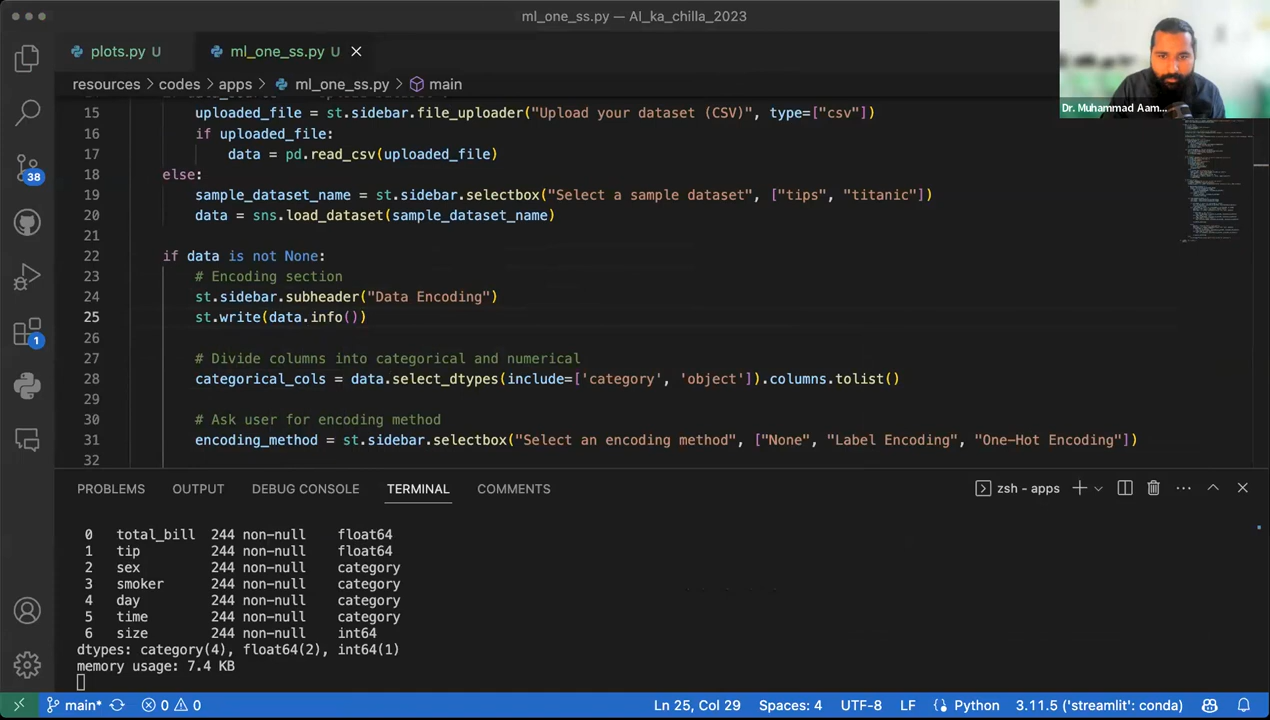 ml_one_ss.py — AI_ka_chilla_2023
plots.py U
ml_one_ss.py U
resources > codes > apps > ml_one_ss.py > main
Dr. Muhammad Aam...
15 uploaded_file = st.sidebar.file_uploader("Upload your dataset (CSV)", type=["csv"])
16 if uploaded_file:
17 data = pd.read_csv(uploaded_file)
18 else:
19 sample_dataset_name = st.sidebar.selectbox("Select a sample dataset", ["tips", "titanic"])
20 data = sns.load_dataset(sample_dataset_name)
21
22 if data is not None:
23 # Encoding section
24 st.sidebar.subheader("Data Encoding")
25 st.write(data.info())
26
27 # Divide columns into categorical and numerical
28 categorical_cols = data.select_dtypes(include=['category', 'object']).columns.tolist()
29
30 # Ask user for encoding method
31 encoding_method = st.sidebar.selectbox("Select an encoding method", ["None", "Label Encoding", "One-Hot Encoding"])
32
38
1
PROBLEMS OUTPUT DEBUG CONSOLE TERMINAL COMMENTS
zsh - apps
0 total_bill 244 non-null float64
1 tip 244 non-null float64
2 sex 244 non-null category
3 smoker 244 non-null category
4 day 244 non-null category
5 time 244 non-null category
6 size 244 non-null int64
dtypes: category(4), float64(2), int64(1)
memory usage: 7.4 KB
main* 0 0 Ln 25, Col 29 Spaces: 4 UTF-8 LF Python 3.11.5 ('streamlit': conda)